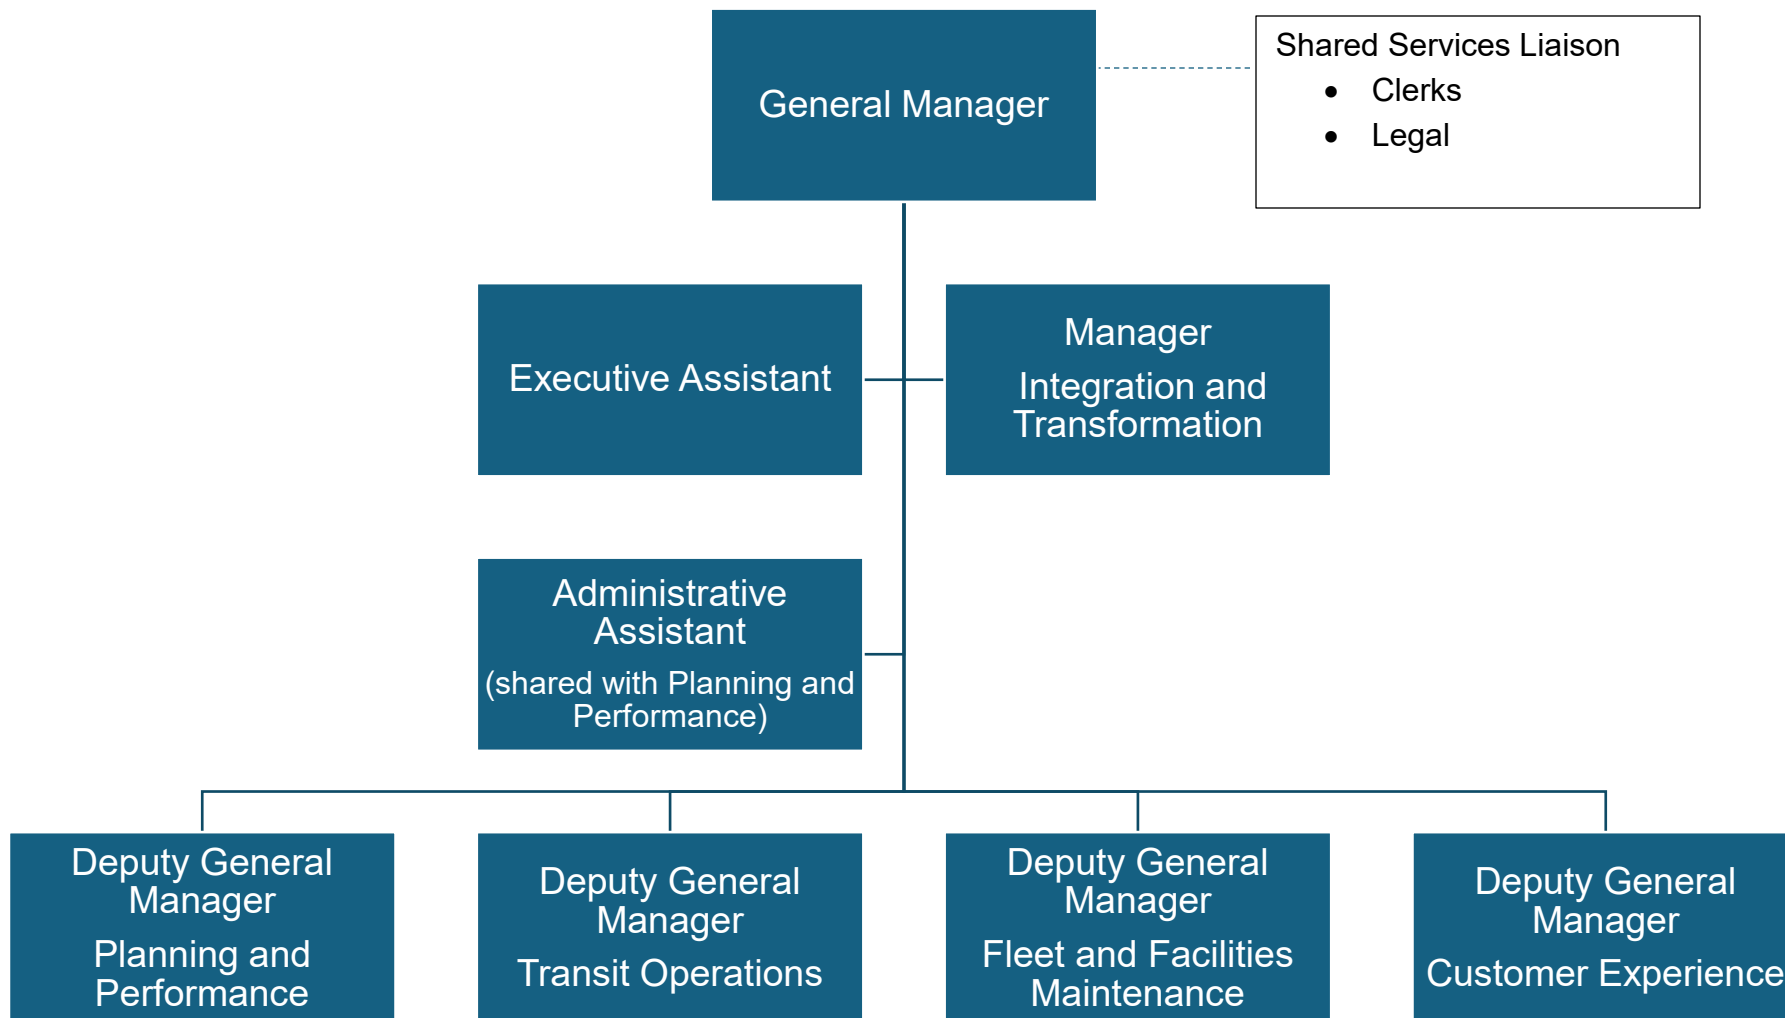 General Manager
Shared Services Liaison
• Clerks
• Legal
Executive Assistant
Manager
Integration and
Transformation
Administrative
Assistant
(shared with Planning and
Performance)
Deputy General
Manager
Planning and
Performance
Deputy General
Manager
Transit Operations
Deputy General
Manager
Fleet and Facilities
Maintenance
Deputy General
Manager
Customer Experience